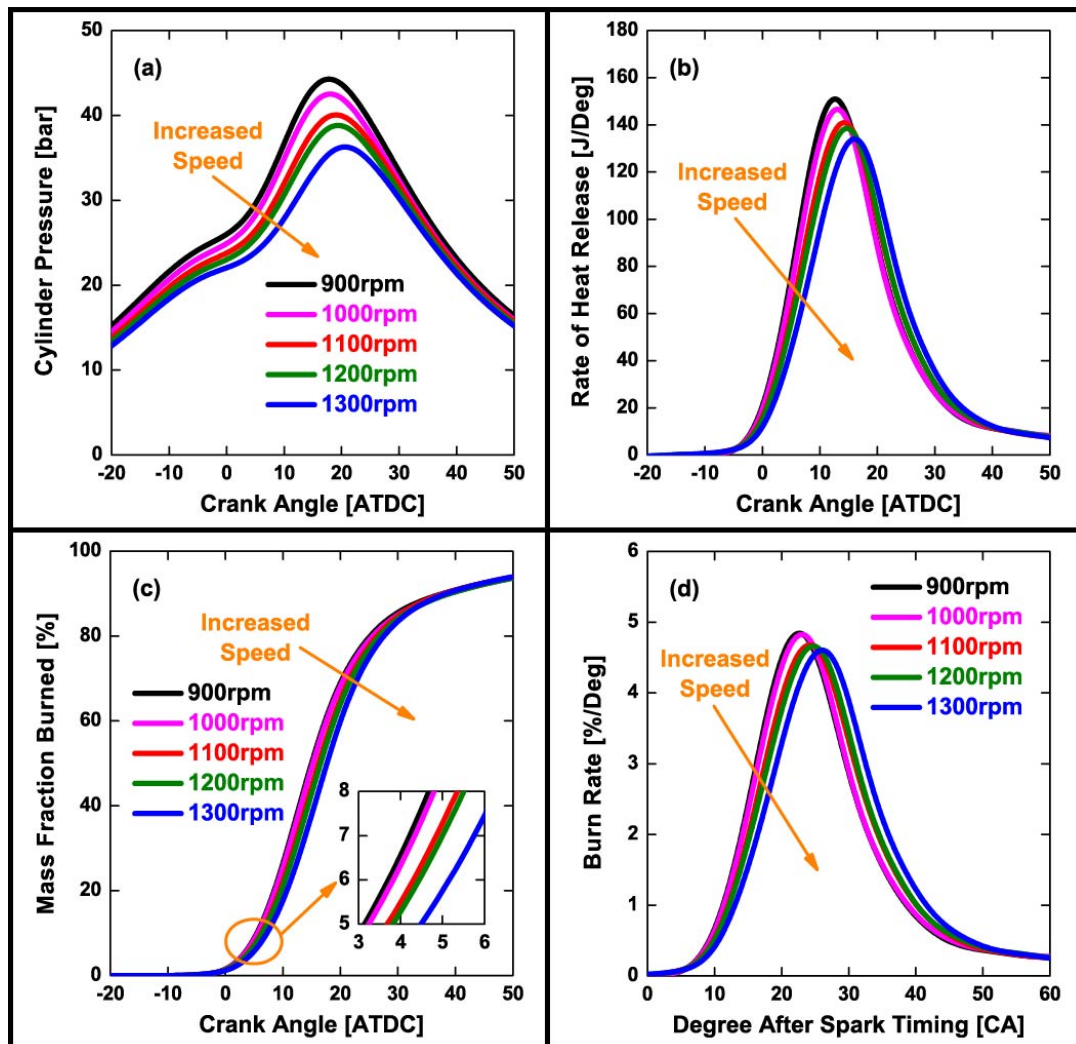 (a)
Increased
Speed
900rpm
1000rpm
1100rpm
1200rpm
1300rpm
Cylinder Pressure [bar]
50
40
30
20
10
0
-20 -10 0 10 20 30 40 50
Crank Angle [ATDC]
(b)
Increased
Speed
Rate of Heat Release [J/Deg]
180
160
140
120
100
80
60
40
20
0
-20 -10 0 10 20 30 40 50
Crank Angle [ATDC]
(c)
Increased
Speed
900rpm
1000rpm
1100rpm
1200rpm
1300rpm
Mass Fraction Burned [%]
100
80
60
40
20
0
8
7
6
5
3 4 5 6
-20 -10 0 10 20 30 40 50
Crank Angle [ATDC]
(d)
900rpm
1000rpm
1100rpm
1200rpm
1300rpm
Increased
Speed
Burn Rate [%/Deg]
6
5
4
3
2
1
0
0 10 20 30 40 50 60
Degree After Spark Timing [CA]